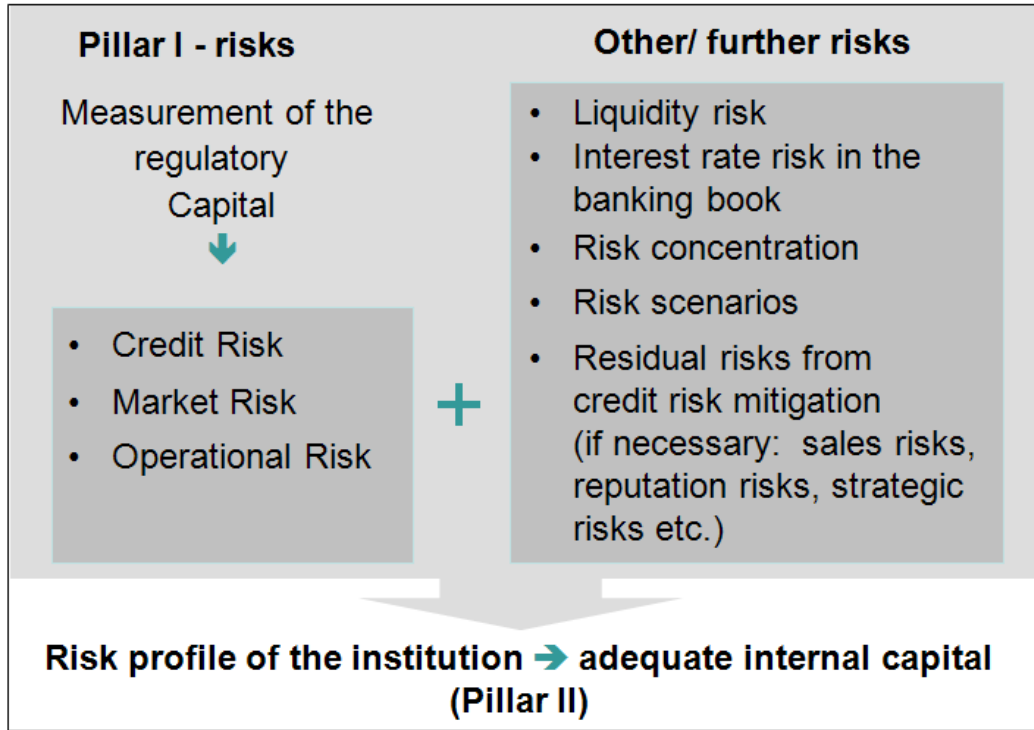 Pillar I - risks
Measurement of the
regulatory
Capital
• Credit Risk
• Market Risk
• Operational Risk
+
Other/ further risks
• Liquidity risk
• Interest rate risk in the
banking book
• Risk concentration
• Risk scenarios
• Residual risks from
credit risk mitigation
(if necessary: sales risks,
reputation risks, strategic
risks etc.)
Risk profile of the institution ➔ adequate internal capital
(Pillar II)